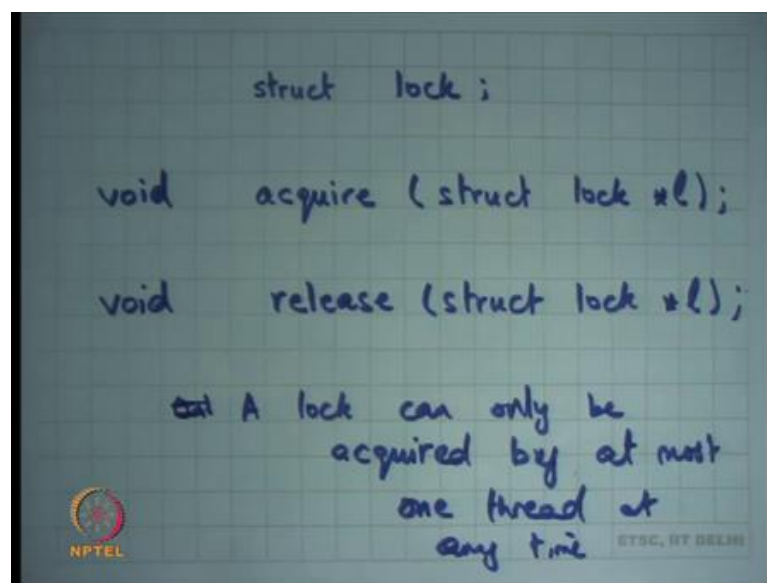 struct lock ;
void acquire ( struct lock *l);
void release (struct lock *l);
A lock can only be
acquired by at most
one thread at
any time
NPTEL
ETSC, IIT DELHI